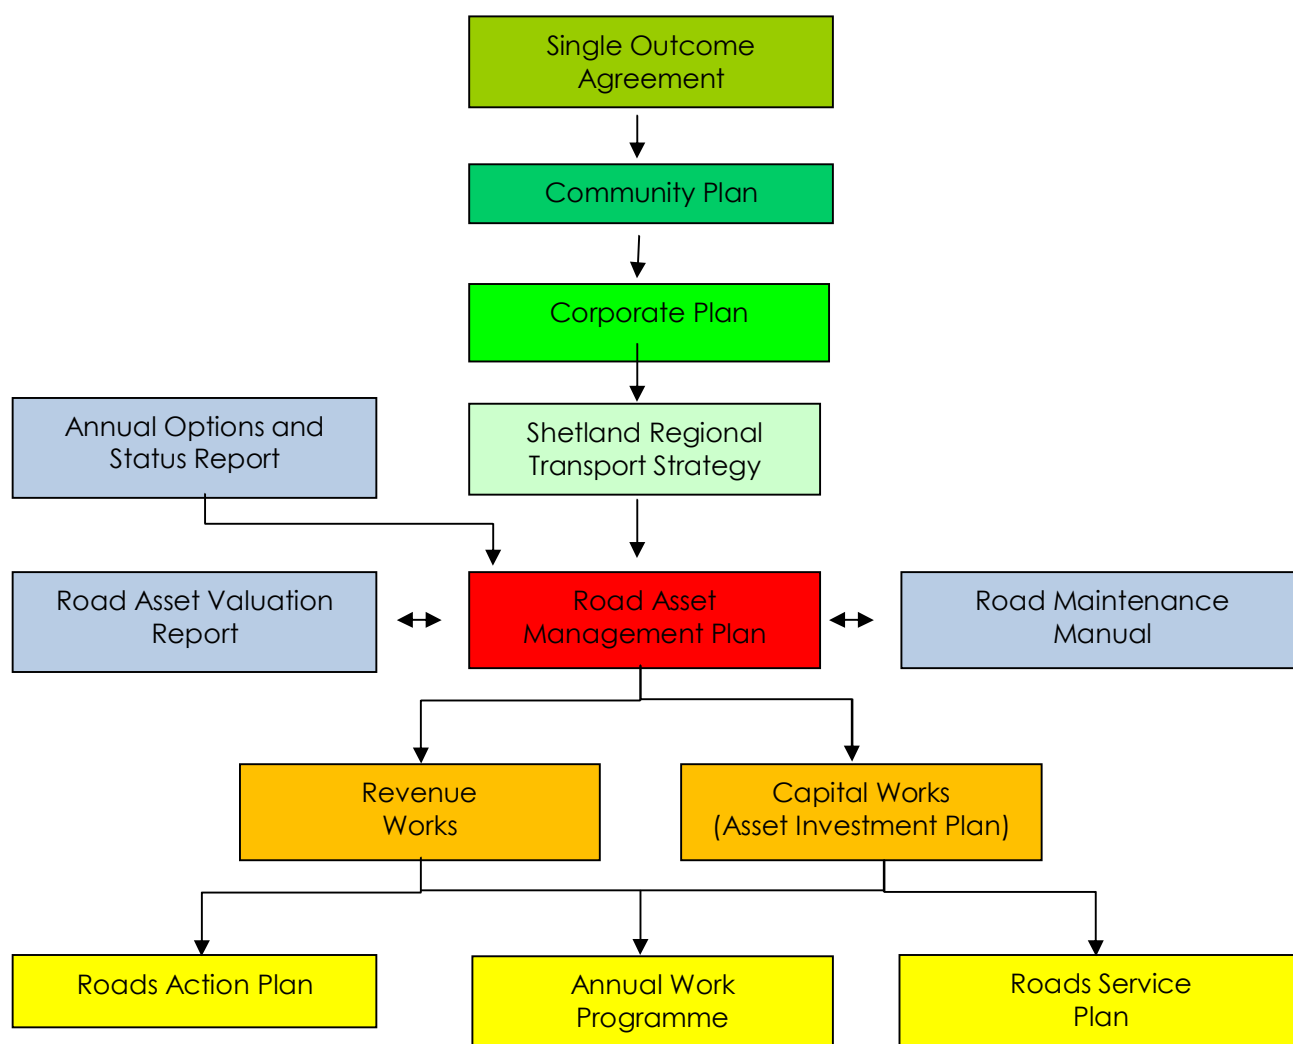 Single Outcome
Agreement
Community Plan
Corporate Plan
Annual Options and
Status Report
Shetland Regional
Transport Strategy
Road Asset Valuation
Report
Road Asset
Management Plan
Road Maintenance
Manual
Revenue
Works
Capital Works
(Asset Investment Plan)
Roads Action Plan
Annual Work
Programme
Roads Service
Plan